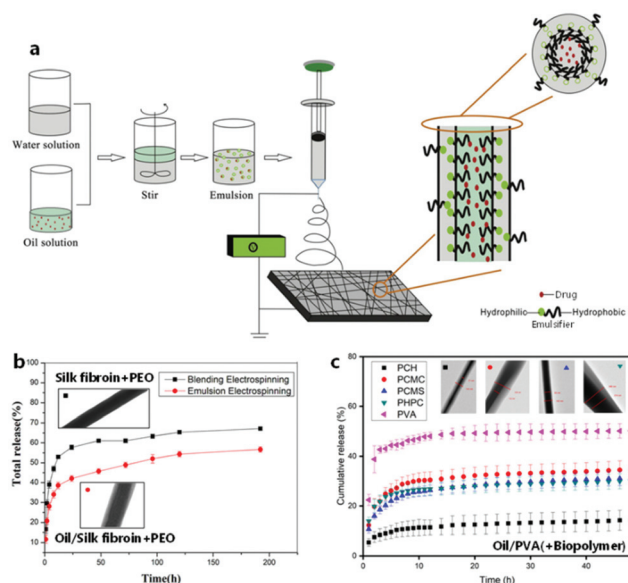 a
Water solution
Oil solution
Stir
Emulsion
Drug
Hydrophilic
Hydrophobic
Emulsifier
b
Silk fibroin+PEO
Blending Electrospinning
Emulsion Electrospinning
Oil/Silk fibroin+PEO
Total release(%)
100
90
80
70
60
50
40
30
20
10
0
50
100
150
200
Time(h)
c
PCH
PCMC
PCMS
PHPC
PVA
Cumulative release (%)
80
60
40
20
0
Oil/PVA(+Biopolymer)
0
10
20
30
40
Time (h)